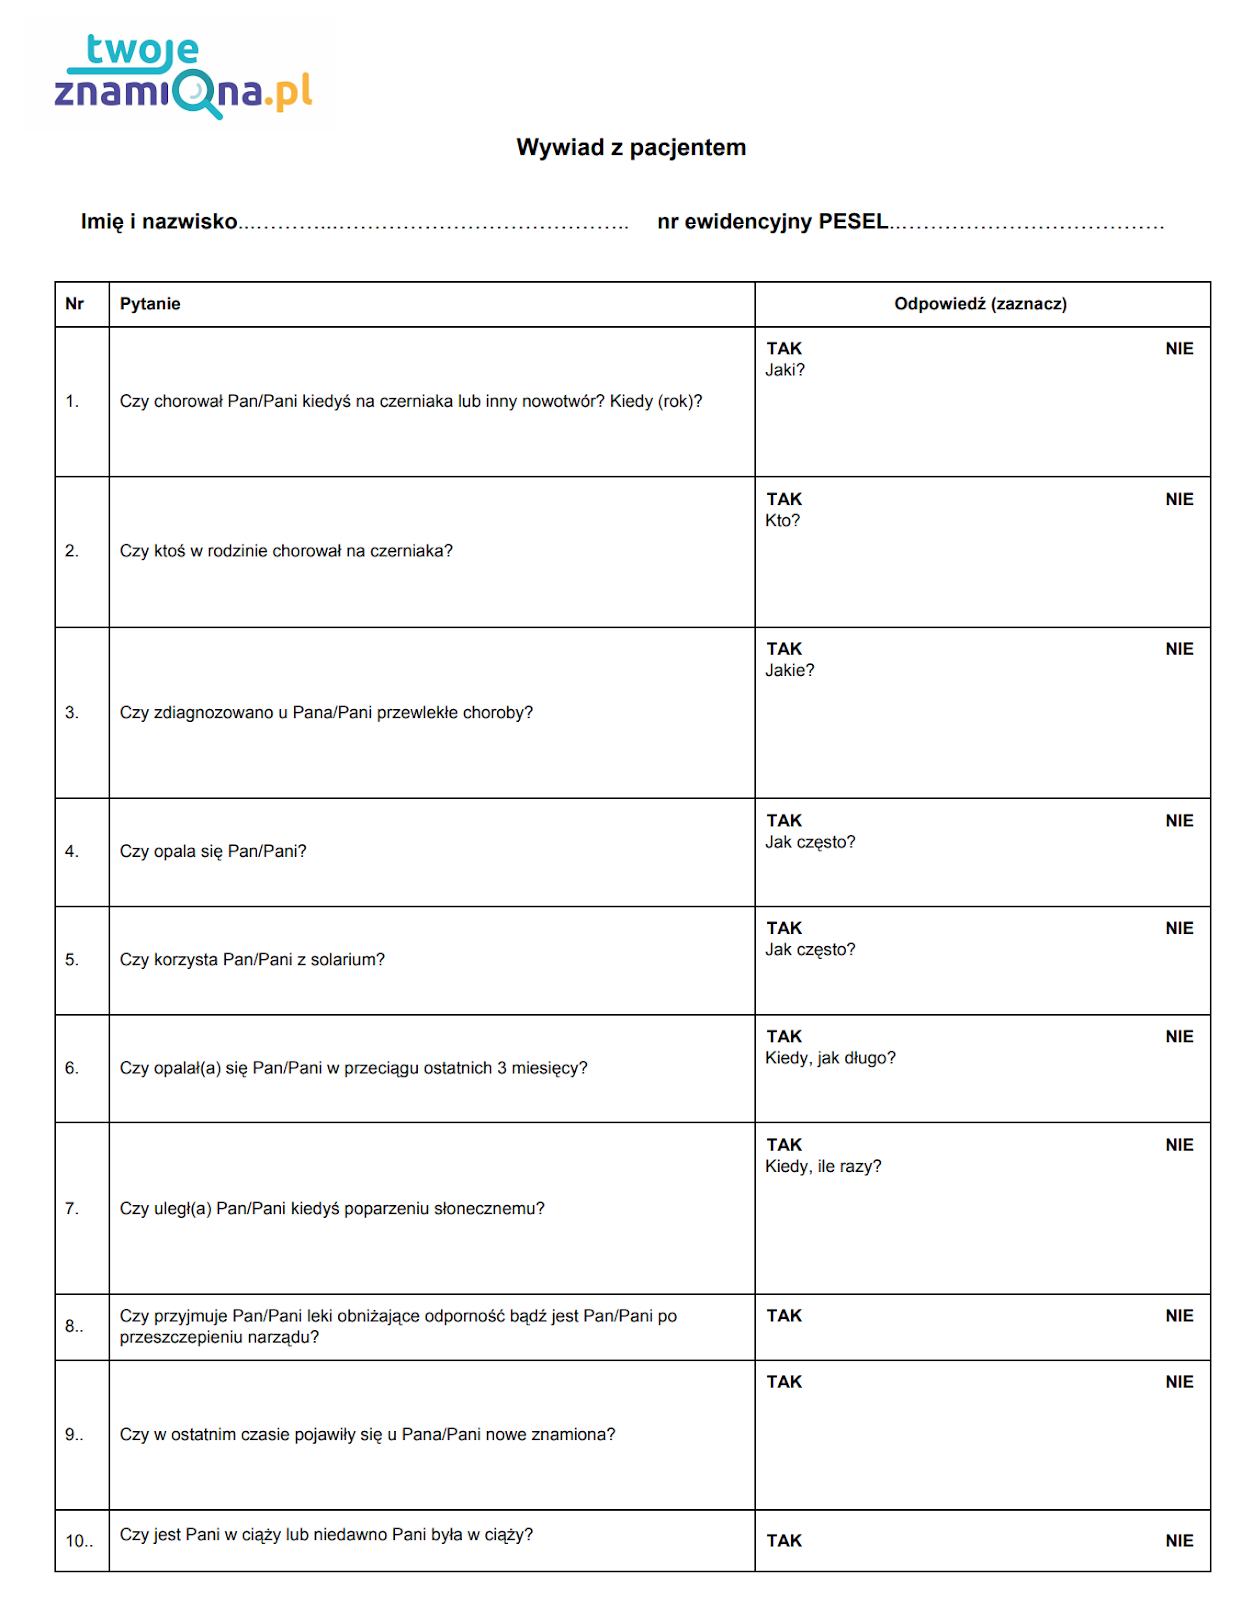 twoje
znamiona.pl
Wywiad z pacjentem
Imię i nazwisko...………...…………………………………………….. nr ewidencyjny PESEL..……………………………………….
Nr Pytanie Odpowiedź (zaznacz)
1. Czy chorował Pan/Pani kiedyś na czerniaka lub inny nowotwór? Kiedy (rok)?
TAK NIE
Jaki?
2. Czy ktoś w rodzinie chorował na czerniaka?
TAK NIE
Kto?
3. Czy zdiagnozowano u Pana/Pani przewlekłe choroby?
TAK NIE
Jakie?
4. Czy opala się Pan/Pani?
TAK NIE
Jak często?
5. Czy korzysta Pan/Pani z solarium?
TAK NIE
Jak często?
6. Czy opalał(a) się Pan/Pani w przeciągu ostatnich 3 miesięcy?
TAK NIE
Kiedy, jak długo?
7. Czy uległ(a) Pan/Pani kiedyś poparzeniu słonecznemu?
TAK NIE
Kiedy, ile razy?
8.. Czy przyjmuje Pan/Pani leki obniżające odporność bądź jest Pan/Pani po
przeszczepieniu narządu?
TAK NIE
9.. Czy w ostatnim czasie pojawiły się u Pana/Pani nowe znamiona?
TAK NIE
10.. Czy jest Pani w ciąży lub niedawno Pani była w ciąży?
TAK NIE